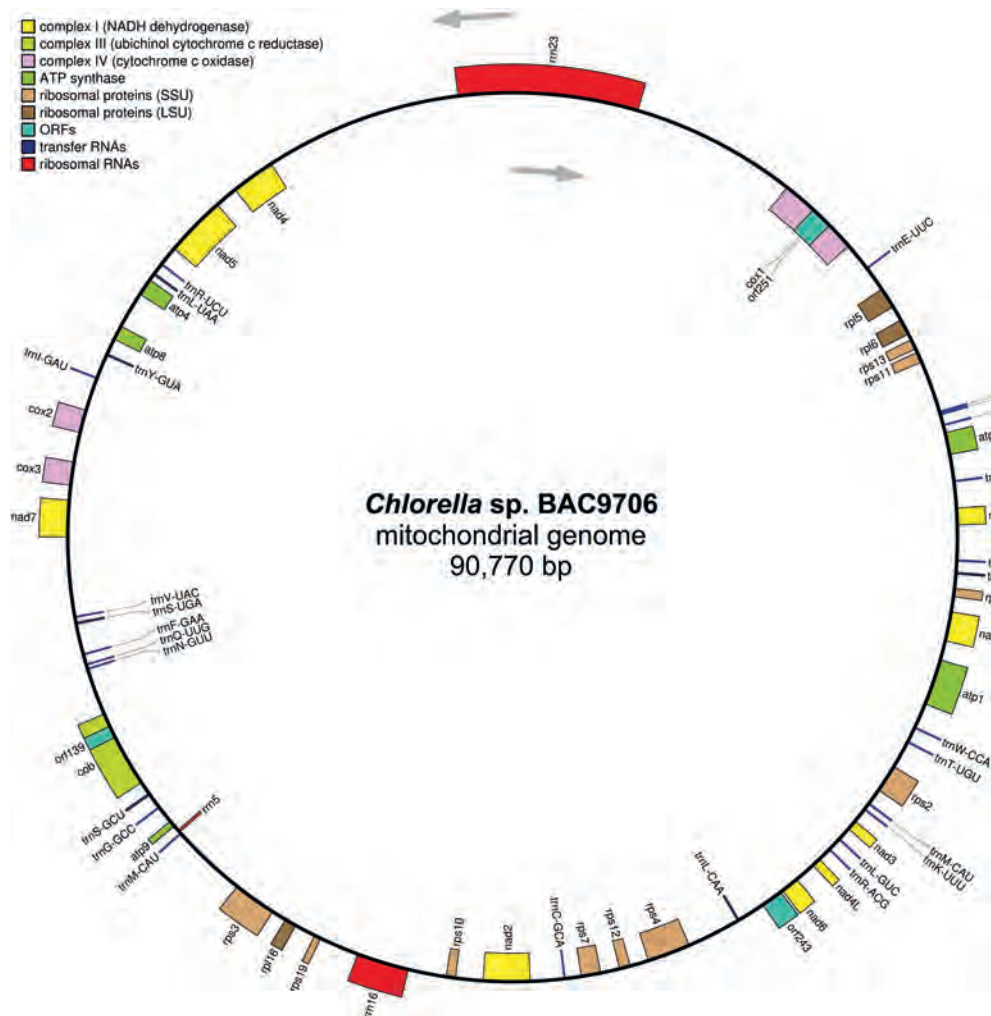 complex I (NADH dehydrogenase)
complex III (ubichinol cytochrome c reductase)
complex IV (cytochrome c oxidase)
ATP synthase
ribosomal proteins (SSU)
ribosomal proteins (LSU)
ORFs
transfer RNAs
ribosomal RNAs
rrn23
nad4
nad5
trnR-UCU
trnL-UAA
atp4
atp8
trnY-GUA
trnI-GAU
cox2
cox3
nad7
cox1
orf251
trnE-UUC
rpl5
rpl6
rps13
rps11
Chlorella sp. BAC9706
mitochondrial genome
90,770 bp
trnV-UAC
trnS-UGA
trnF-GAA
trnQ-UUG
trnN-GUU
orf139
cob
trnS-GCU
trnG-GCC
atp9
trnM-CAU
rrn5
rps3
rpl16
rps19
rrn16
rps10
nad2
trnC-GCA
rps7
rps12
rps4
trnL-CAA
orf243
nad6
nad4L
trnR-ACG
trnL-GUC
nad3
trnK-UUU
trnM-CAU
rps2
trnT-UGU
trnW-CCA
atp1